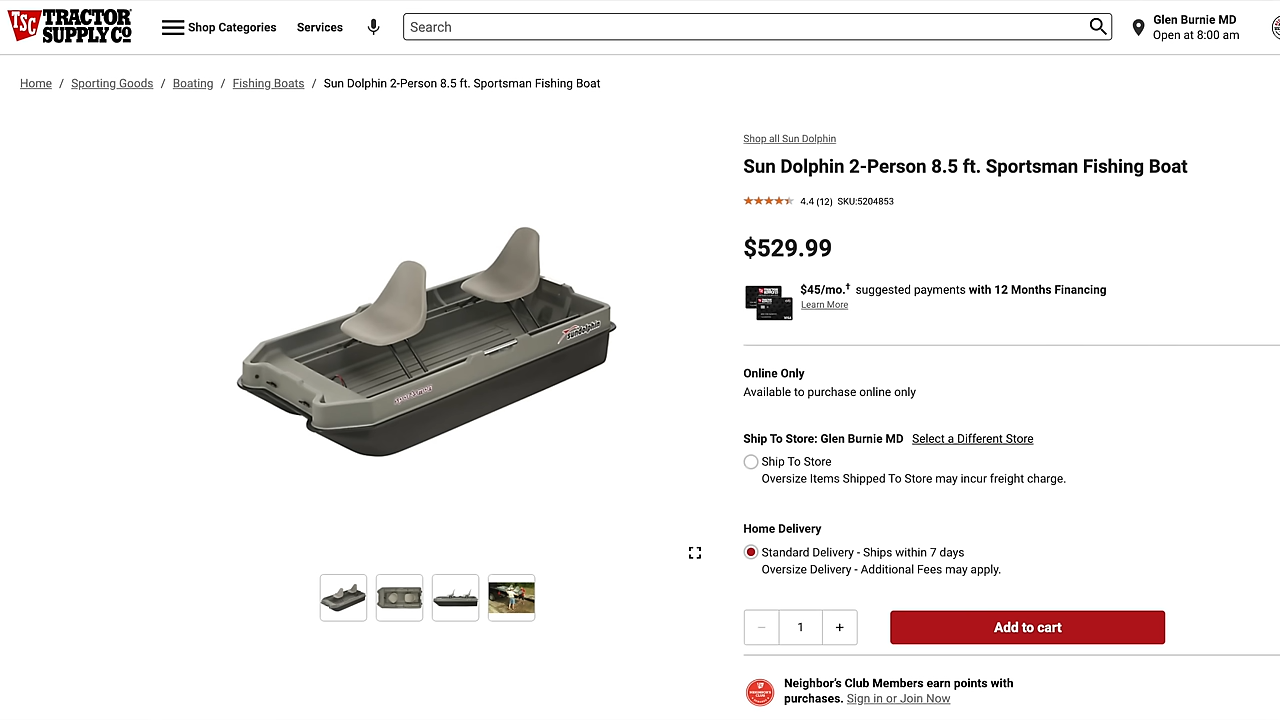 TSC TRACTOR SUPPLY CO
Shop Categories
Services
Search
Glen Burnie MD
Open at 8:00 am
Home / Sporting Goods / Boating / Fishing Boats / Sun Dolphin 2-Person 8.5 ft. Sportsman Fishing Boat
Shop all Sun Dolphin
Sun Dolphin 2-Person 8.5 ft. Sportsman Fishing Boat
4.4 (12) SKU:5204853
$529.99
$45/mo.† suggested payments with 12 Months Financing
Learn More
sundolphin
SPORTSMAN
Online Only
Available to purchase online only
Ship To Store: Glen Burnie MD Select a Different Store
Ship To Store
Oversize Items Shipped To Store may incur freight charge.
Home Delivery
Standard Delivery - Ships within 7 days
Oversize Delivery - Additional Fees may apply.
− 1 +
Add to cart
Neighbor's Club Members earn points with
purchases. Sign in or Join Now